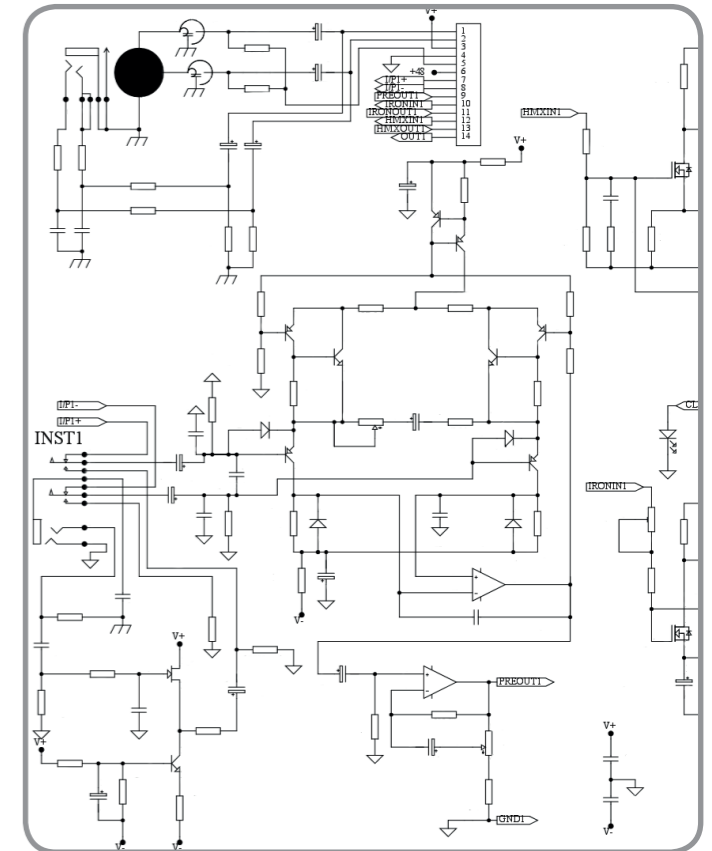 V+
1
2
3
4
5
+48 6
I/P1+ 7
I/P1- 8
PREOUT1 9
IRONIN1 10
IRONOUT1 11
HMXIN1 12
HMXOUT1 13
OUT1 14
HMXIN1
V+
I/P1-
I/P1+
INST1
CL
IRONIN1
V-
V+
PREOUT1
V+
V+
GND1
V-
V-
V-